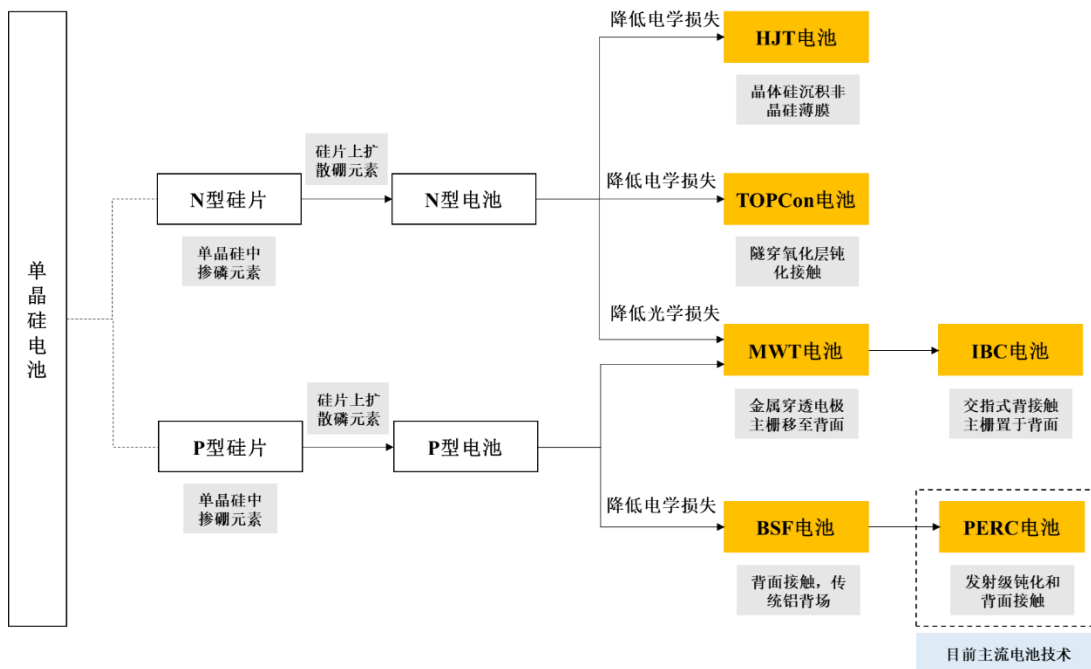 单晶硅电池
N型硅片
单晶硅中
掺磷元素
硅片上扩
散硼元素
N型电池
降低电学损失
HJT电池
晶体硅沉积非
晶硅薄膜
降低电学损失
TOPCon电池
隧穿氧化层钝
化接触
降低光学损失
MWT电池
金属穿透电极
主栅移至背面
IBC电池
交指式背接触
主栅置于背面
P型硅片
单晶硅中
掺硼元素
硅片上扩
散磷元素
P型电池
降低电学损失
BSF电池
背面接触，传
统铝背场
PERC电池
发射级钝化和
背面接触
目前主流电池技术